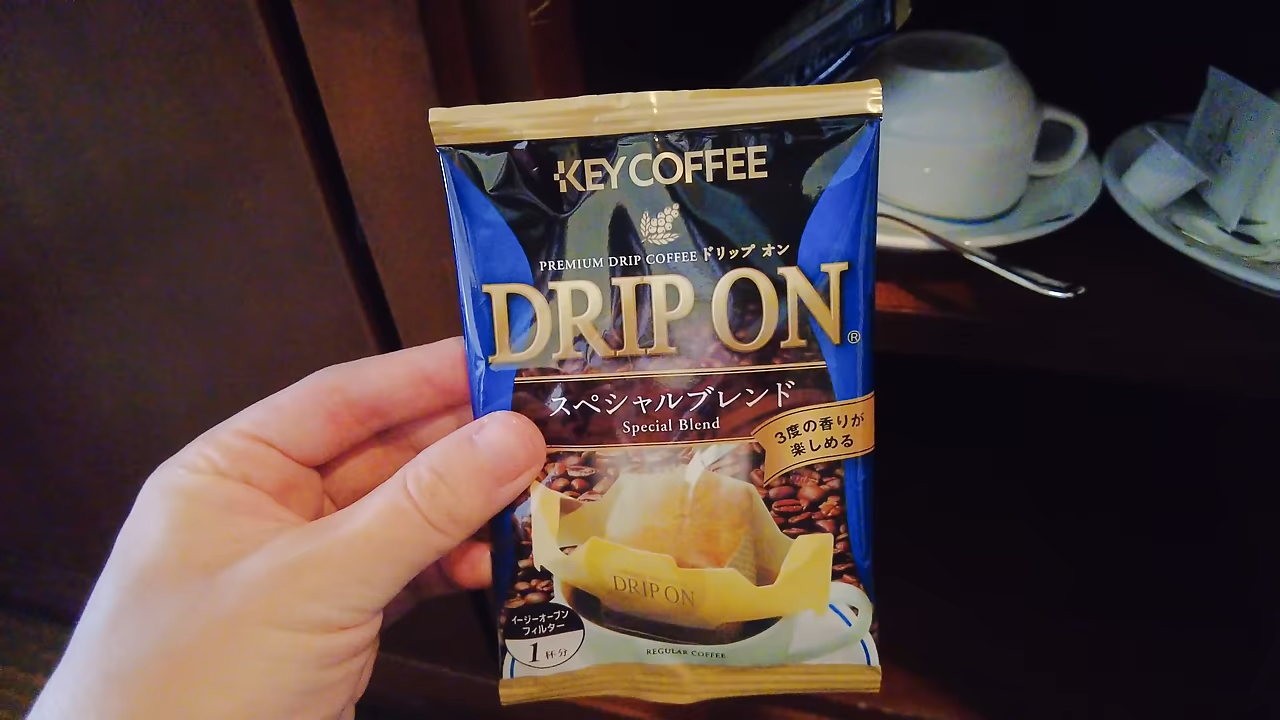 KEY COFFEE
PREMIUM DRIP COFFEE ドリップ オン
DRIP ON®
スペシャルブレンド
Special Blend
3度の香りが
楽しめる
DRIP ON
イージーオープン
フィルター
1杯分
REGULAR COFFEE